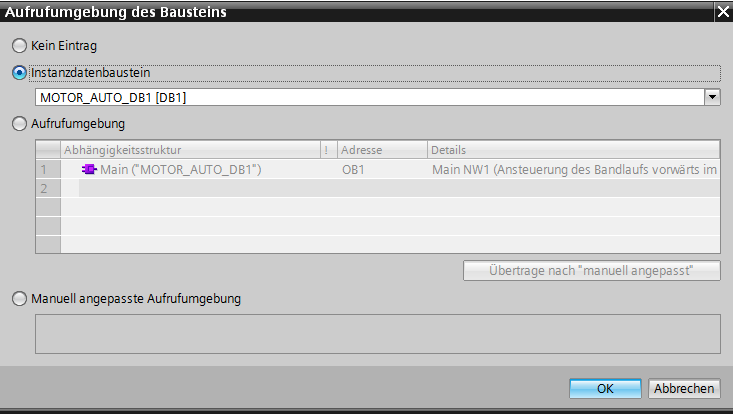 Aufrufumgebung des Bausteins
Kein Eintrag
Instanzdatenbaustein
MOTOR_AUTO_DB1 [DB1]
Aufrufumgebung
Abhängigkeitsstruktur ! Adresse Details
1 Main ("MOTOR_AUTO_DB1") OB1 Main NW1 (Ansteuerung des Bandlaufs vorwärts im
2
Übertrage nach "manuell angepasst"
Manuell angepasste Aufrufumgebung
OK Abbrechen